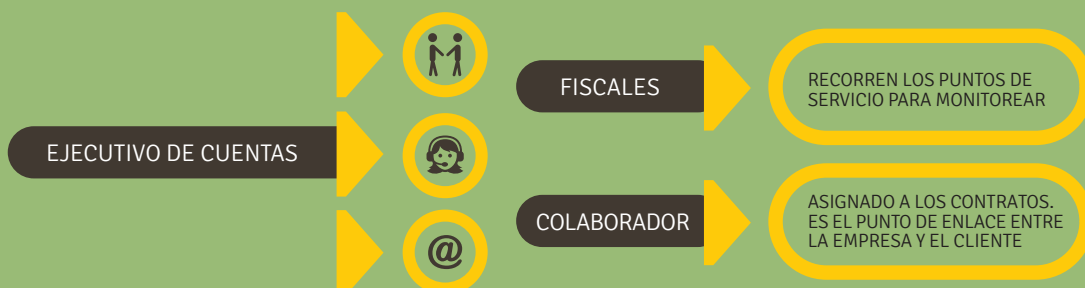 EJECUTIVO DE CUENTAS
@
FISCALES
RECORREN LOS PUNTOS DE
SERVICIO PARA MONITOREAR
COLABORADOR
ASIGNADO A LOS CONTRATOS.
ES EL PUNTO DE ENLACE ENTRE
LA EMPRESA Y EL CLIENTE